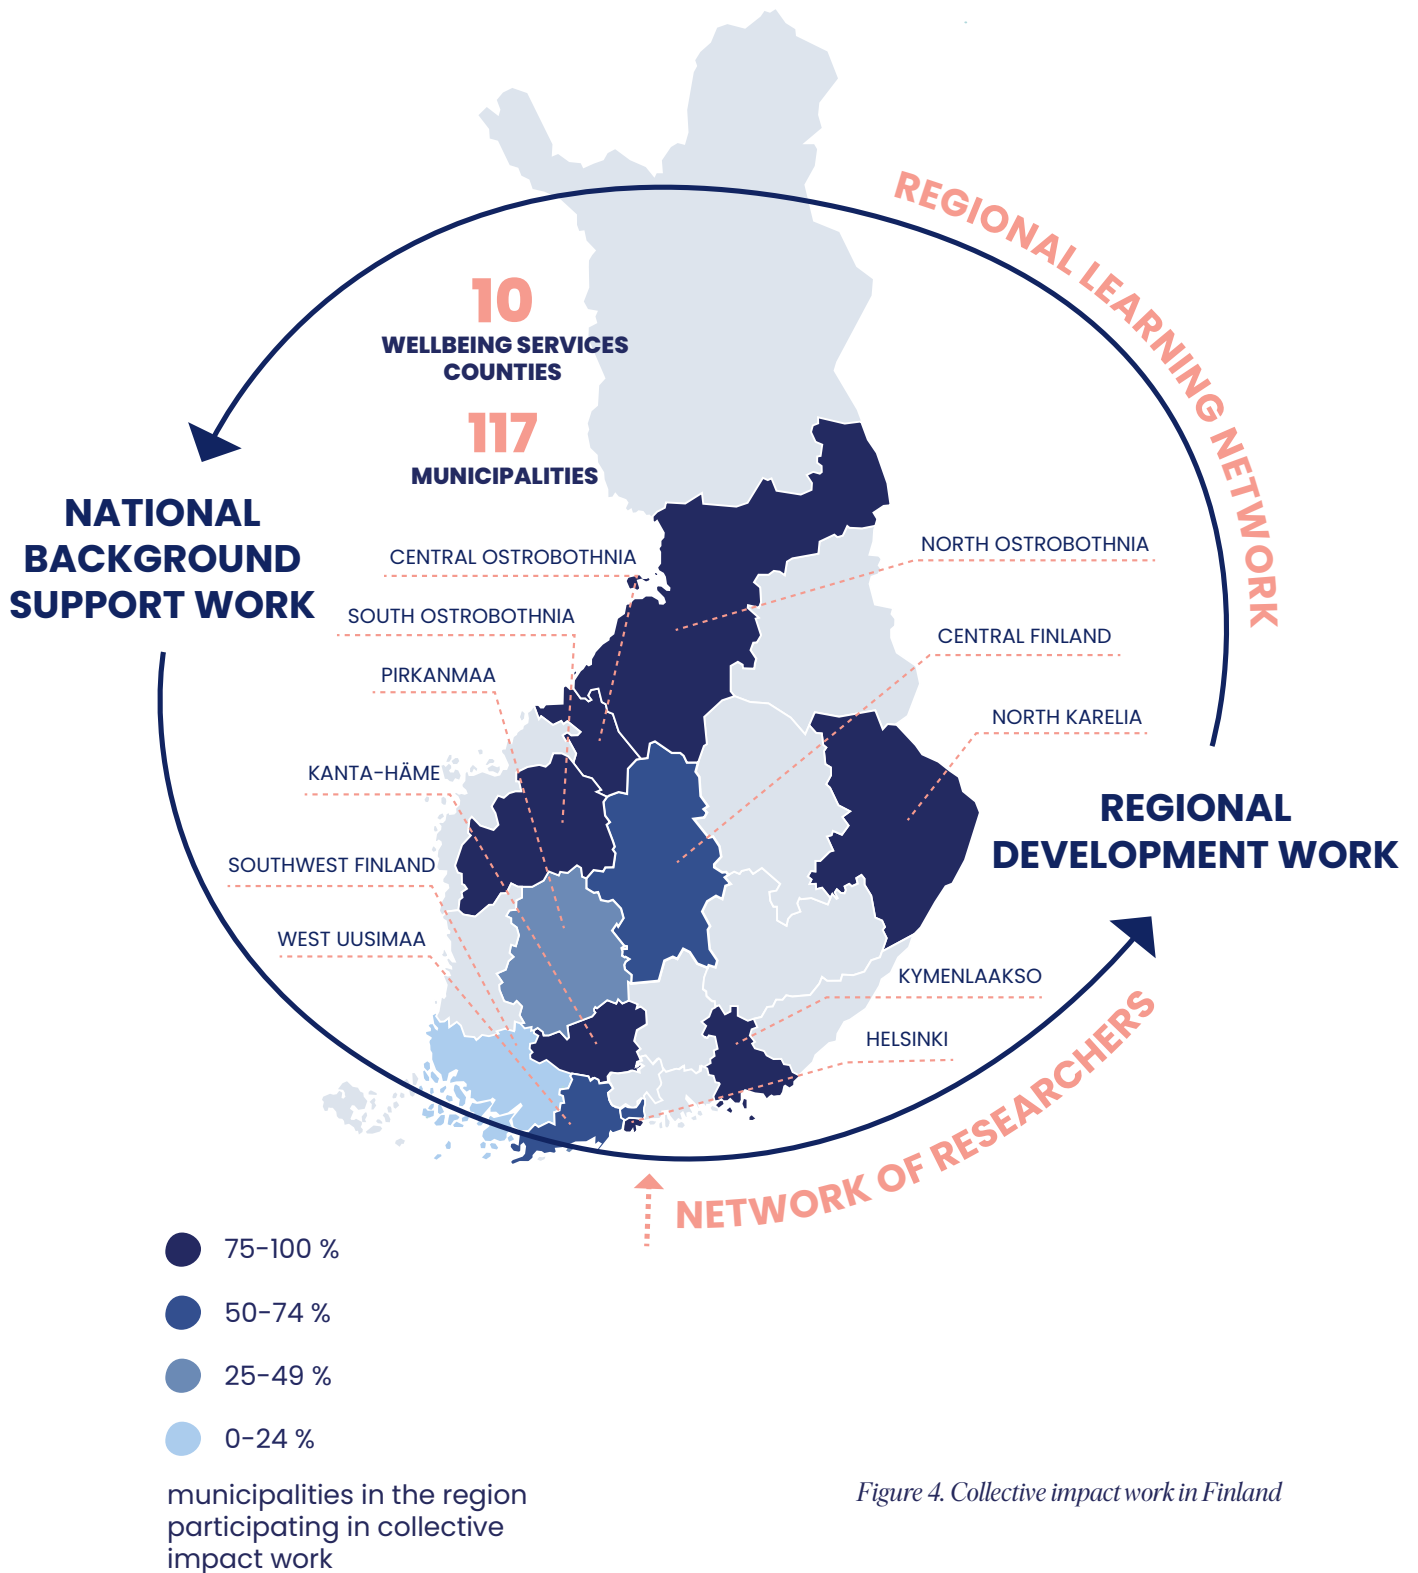 REGIONAL LEARNING NETWORK
10
WELLBEING SERVICES
COUNTIES
117
MUNICIPALITIES
NATIONAL
BACKGROUND
SUPPORT WORK
CENTRAL OSTROBOTHNIA
SOUTH OSTROBOTHNIA
PIRKANMAA
KANTA-HÄME
SOUTHWEST FINLAND
WEST UUSIMAA
NORTH OSTROBOTHNIA
CENTRAL FINLAND
NORTH KARELIA
REGIONAL
DEVELOPMENT WORK
KYMENLAAKSO
HELSINKI
NETWORK OF RESEARCHERS
75-100 %
50-74 %
25-49 %
0-24 %
municipalities in the region
participating in collective
impact work
Figure 4. Collective impact work in Finland